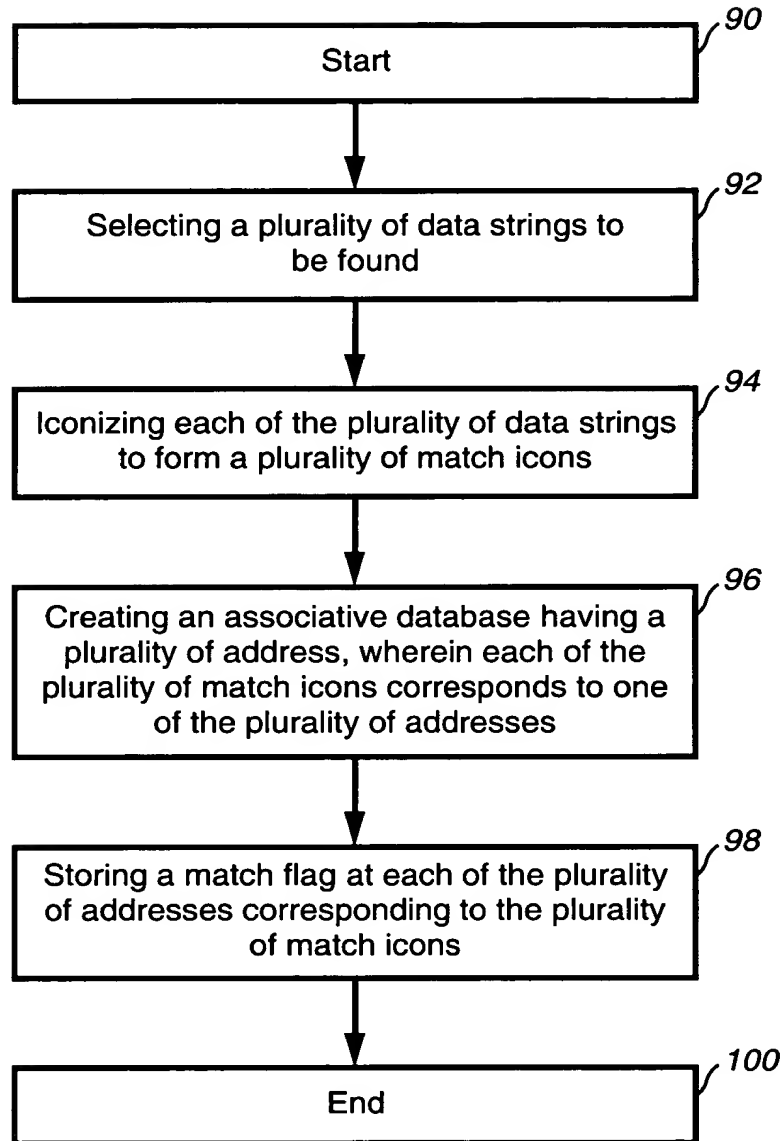 90
Start
92
Selecting a plurality of data strings to
be found
94
Iconizing each of the plurality of data strings
to form a plurality of match icons
96
Creating an associative database having a
plurality of address, wherein each of the
plurality of match icons corresponds to one
of the plurality of addresses
98
Storing a match flag at each of the plurality
of addresses corresponding to the plurality
of match icons
100
End